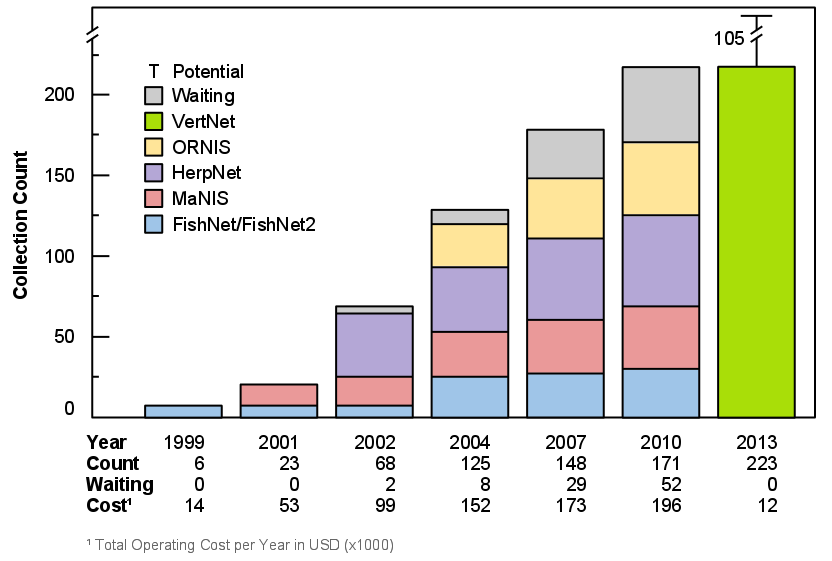 105
T Potential
Waiting
VertNet
ORNIS
HerpNet
MaNIS
FishNet/FishNet2
200
150
100
50
0
Collection Count
Year 1999 2001 2002 2004 2007 2010 2013
Count 6 23 68 125 148 171 223
Waiting 0 0 2 8 29 52 0
Cost¹ 14 53 99 152 173 196 12
¹ Total Operating Cost per Year in USD (x1000)